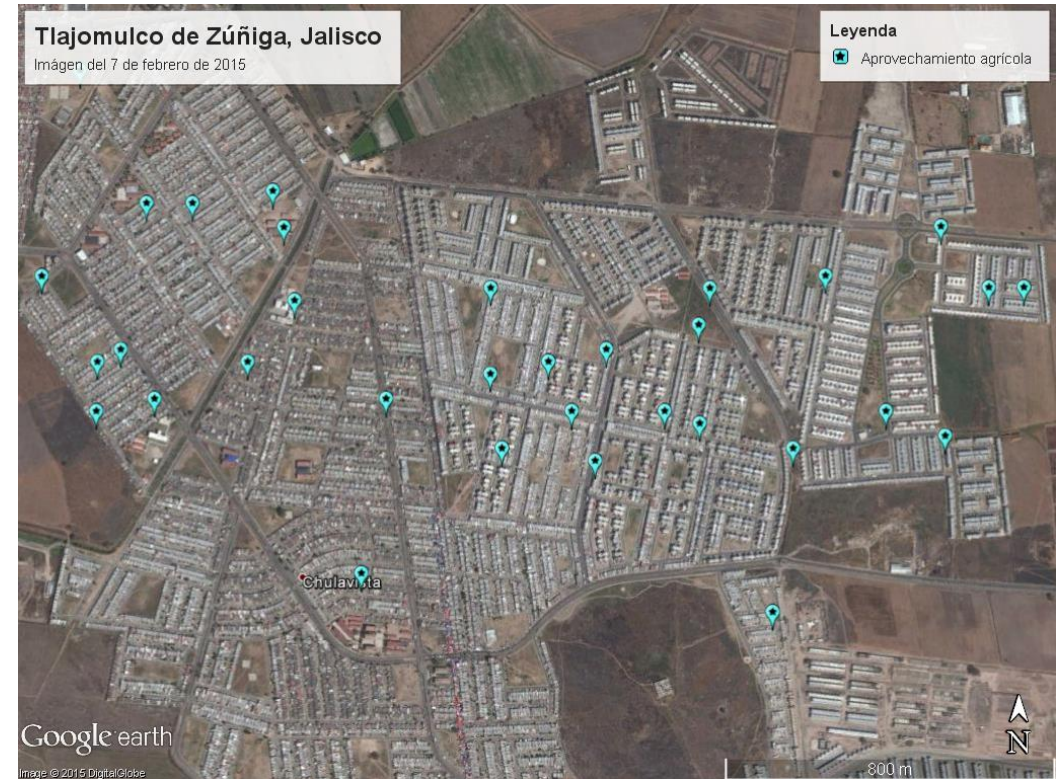 Tlajomulco de Zúñiga, Jalisco
Imágen del 7 de febrero de 2015
Leyenda
Aprovechamiento agrícola
Chulavista
Google earth
Image © 2015 DigitalGlobe
800 m
N